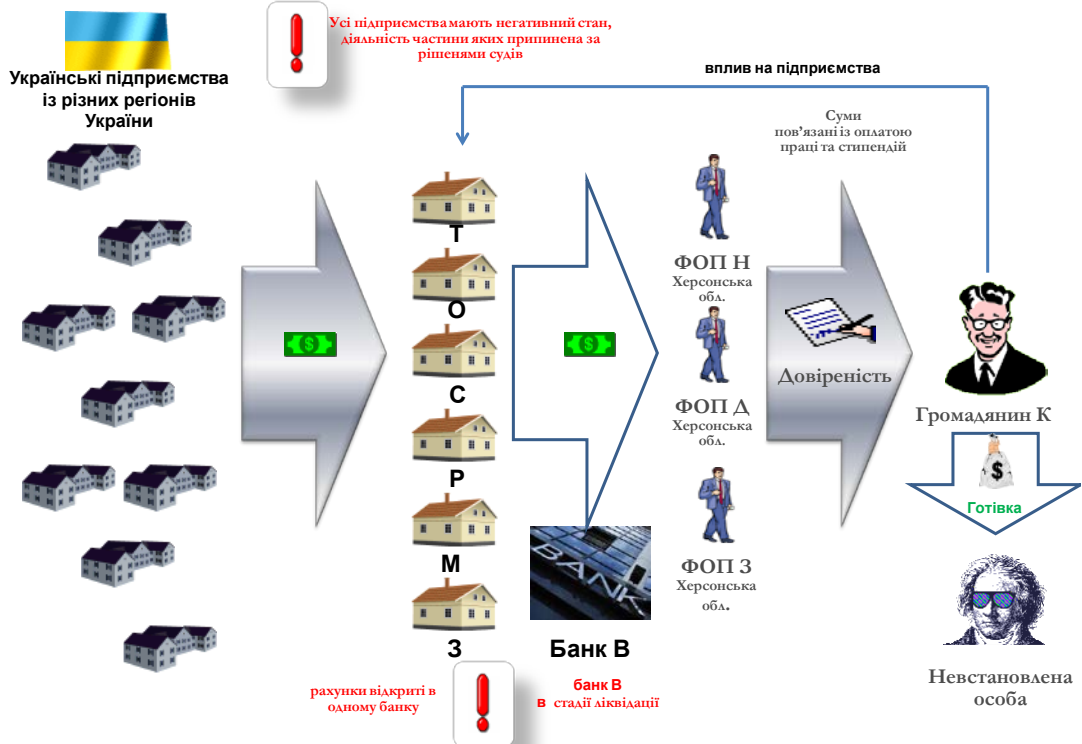 Українські підприємства
із різних регіонів
України
Усі підприємства мають негативний стан,
діяльність частини яких припинена за
рішенями судів
вплив на підприємства
Суми
пов’язані із оплатою
праці та стипендій
Т
О
С
Р
М
З
$
$
ФОП Н
Херсонська
обл.
ФОП Д
Херсонська
обл.
ФОП З
Херсонська
обл.
Довіреність
Громадянин К
$
Готівка
Невстановлена
особа
BANK
Банк В
банк В
в стадії ліквідації
рахунки відкриті в
одному банку